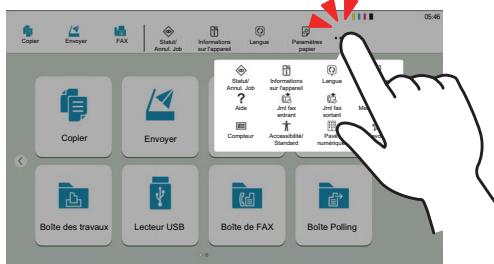 05:46
Copier Envoyer FAX Statut/ Informations Langue Paramètres
Annul. Job sur l'appareil papier
Statut/ Informations Langue
Annul. Job sur l'appareil
Aide Jrnl fax Jrnl fax
entrant sortant
Compteur Accessibilité/ Pavé
Standard numérique
Copier Envoyer
Boîte des travaux Lecteur USB Boîte de FAX Boîte Polling